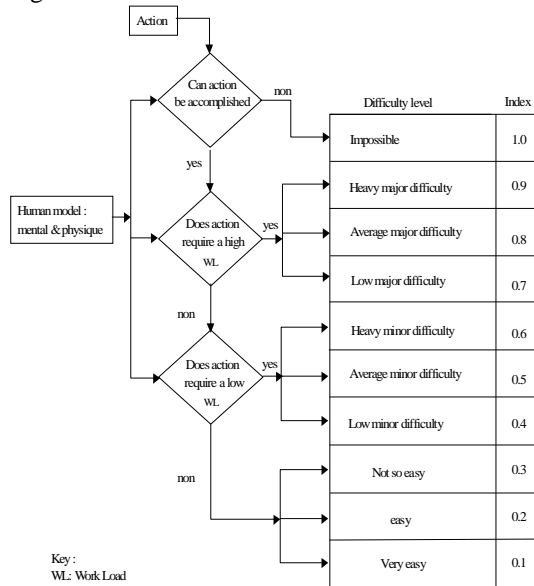 Action
Can action
be accomplished
non
yes
Difficulty level
Index
Impossible
1.0
Human model :
mental & physique
Does action
require a high
WL
yes
non
Heavy major difficulty
0.9
Average major difficulty
0.8
Low major difficulty
0.7
Does action
require a low
WL
yes
non
Heavy minor difficulty
0.6
Average minor difficulty
0.5
Low minor difficulty
0.4
Not so easy
0.3
easy
0.2
Very easy
0.1
Key :
WL: Work Load